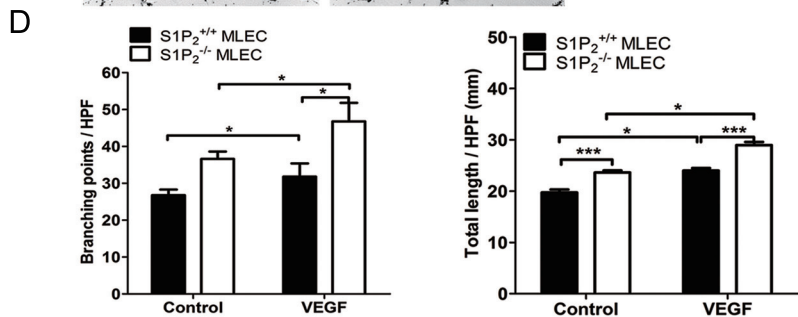 D
S1P₂⁺/⁺ MLEC
S1P₂⁻/⁻ MLEC
Branching points / HPF
60
50
40
30
20
10
0
*
*
*
Control
VEGF
S1P₂⁺/⁺ MLEC
S1P₂⁻/⁻ MLEC
Total length / HPF (mm)
50
40
30
20
10
0
*
*
***
***
Control
VEGF